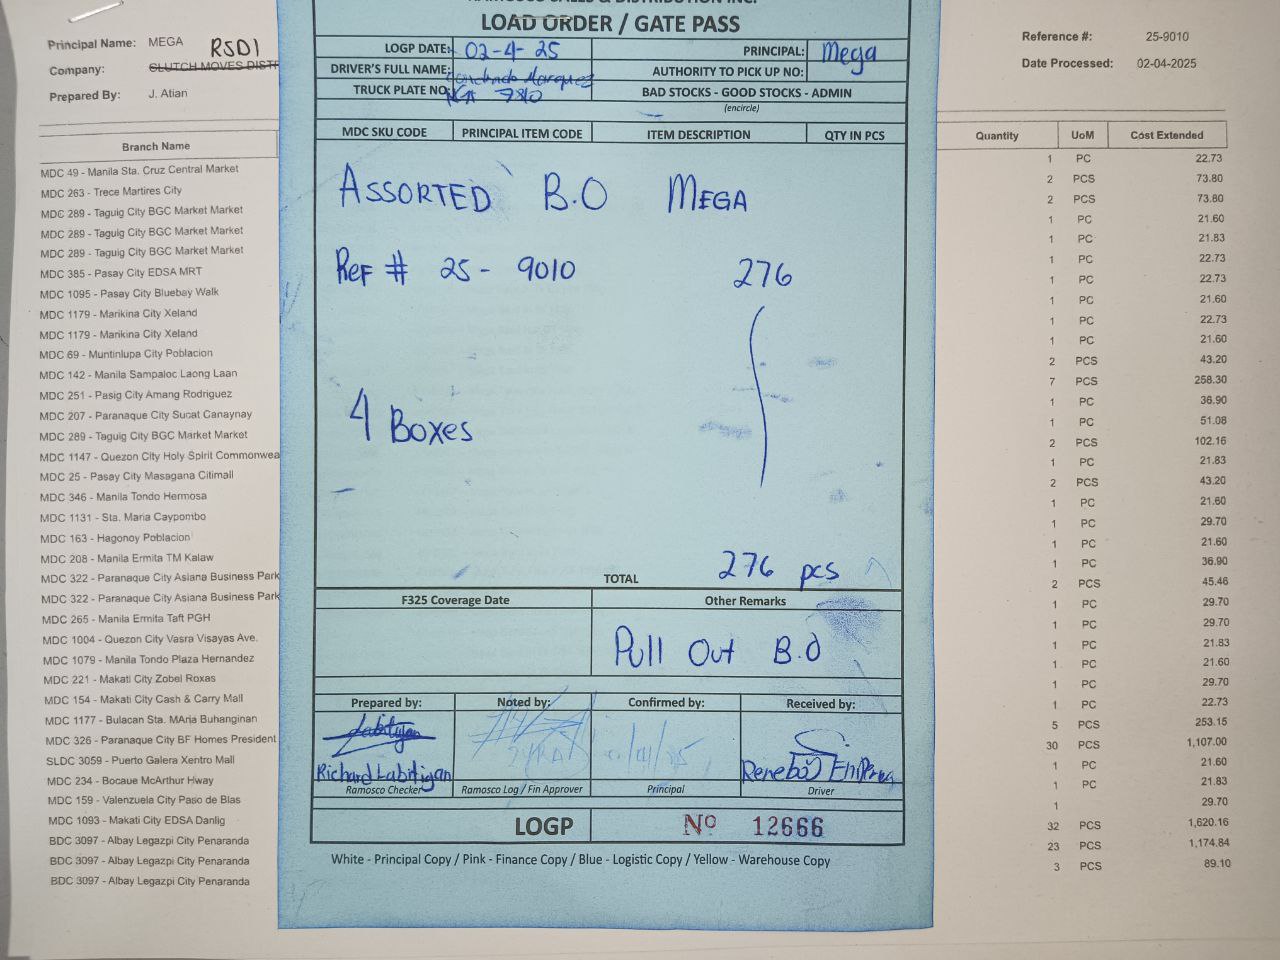 LOAD ORDER / GATE PASS
LOGP DATE: 02-4-25 PRINCIPAL: Mega
DRIVER'S FULL NAME: Marquez AUTHORITY TO PICK UP NO:
TRUCK PLATE NO: 7810 BAD STOCKS - GOOD STOCKS - ADMIN
(encircle)
MDC SKU CODE PRINCIPAL ITEM CODE ITEM DESCRIPTION QTY IN PCS
ASSORTED B.O MEGA
REF # 25 - 9010 276
4 BOXES
TOTAL 276 pcs
F325 Coverage Date Other Remarks
Pull Out B.O
Prepared by: Noted by: Confirmed by: Received by:
Richard Labitigan
Ramosco Checker Ramosco Log / Fin Approver Principal Driver
LOGP Nº 12666
White - Principal Copy / Pink - Finance Copy / Blue - Logistic Copy / Yellow - Warehouse Copy
Principal Name: MEGA RSDI
Company: CLUTCH MOVES DISTR
Prepared By: J. Atian
Reference #: 25-9010
Date Processed: 02-04-2025
Branch Name
MDC 49 - Manila Sta. Cruz Central Market
MDC 263 - Trece Martires City
MDC 289 - Taguig City BGC Market Market
MDC 289 - Taguig City BGC Market Market
MDC 289 - Taguig City BGC Market Market
MDC 385 - Pasay City EDSA MRT
MDC 1095 - Pasay City Bluebay Walk
MDC 1179 - Marikina City Xeland
MDC 1179 - Marikina City Xeland
MDC 69 - Muntinlupa City Poblacion
MDC 142 - Manila Sampaloc Laong Laan
MDC 251 - Pasig City Amang Rodriguez
MDC 207 - Paranaque City Sucat Canaynay
MDC 289 - Taguig City BGC Market Market
MDC 1147 - Quezon City Holy Spirit Commonwea
MDC 25 - Pasay City Masagana Citimall
MDC 346 - Manila Tondo Hermosa
MDC 1131 - Sta. Maria Caypombo
MDC 163 - Hagonoy Poblacion
MDC 208 - Manila Ermita TM Kalaw
MDC 322 - Paranaque City Asiana Business Park
MDC 322 - Paranaque City Asiana Business Park
MDC 265 - Manila Ermita Taft PGH
MDC 1004 - Quezon City Vasra Visayas Ave.
MDC 1079 - Manila Tondo Plaza Hernandez
MDC 221 - Makati City Zobel Roxas
MDC 154 - Makati City Cash & Carry Mall
MDC 1177 - Bulacan Sta. MAria Buhanginan
MDC 326 - Paranaque City BF Homes President
SLDC 3059 - Puerto Galera Xentro Mall
MDC 234 - Bocaue McArthur Hway
MDC 159 - Valenzuela City Paso de Blas
MDC 1093 - Makati City EDSA Danlig
BDC 3097 - Albay Legazpi City Penaranda
BDC 3097 - Albay Legazpi City Penaranda
BDC 3097 - Albay Legazpi City Penaranda
Quantity UoM Cost Extended
1 PC 22.73
2 PCS 73.80
2 PCS 73.80
1 PC 21.60
1 PC 21.83
1 PC 22.73
1 PC 22.73
1 PC 21.60
1 PC 22.73
1 PC 21.60
2 PCS 43.20
7 PCS 258.30
1 PC 36.90
1 PC 51.08
2 PCS 102.16
1 PC 21.83
2 PCS 43.20
1 PC 21.60
1 PC 29.70
1 PC 21.60
1 PC 36.90
2 PCS 45.46
1 PC 29.70
1 PC 29.70
1 PC 21.83
1 PC 21.60
1 PC 29.70
1 PC 22.73
5 PCS 253.15
30 PCS 1,107.00
1 PC 21.60
1 PC 21.83
1 29.70
32 PCS 1,620.16
23 PCS 1,174.84
3 PCS 89.10